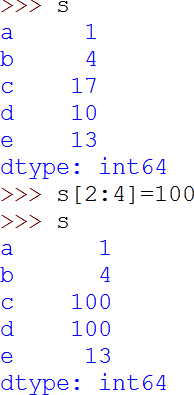 >>> s
a      1
b      4
c     17
d     10
e     13
dtype: int64
>>> s[2:4]=100
>>> s
a      1
b      4
c    100
d    100
e     13
dtype: int64